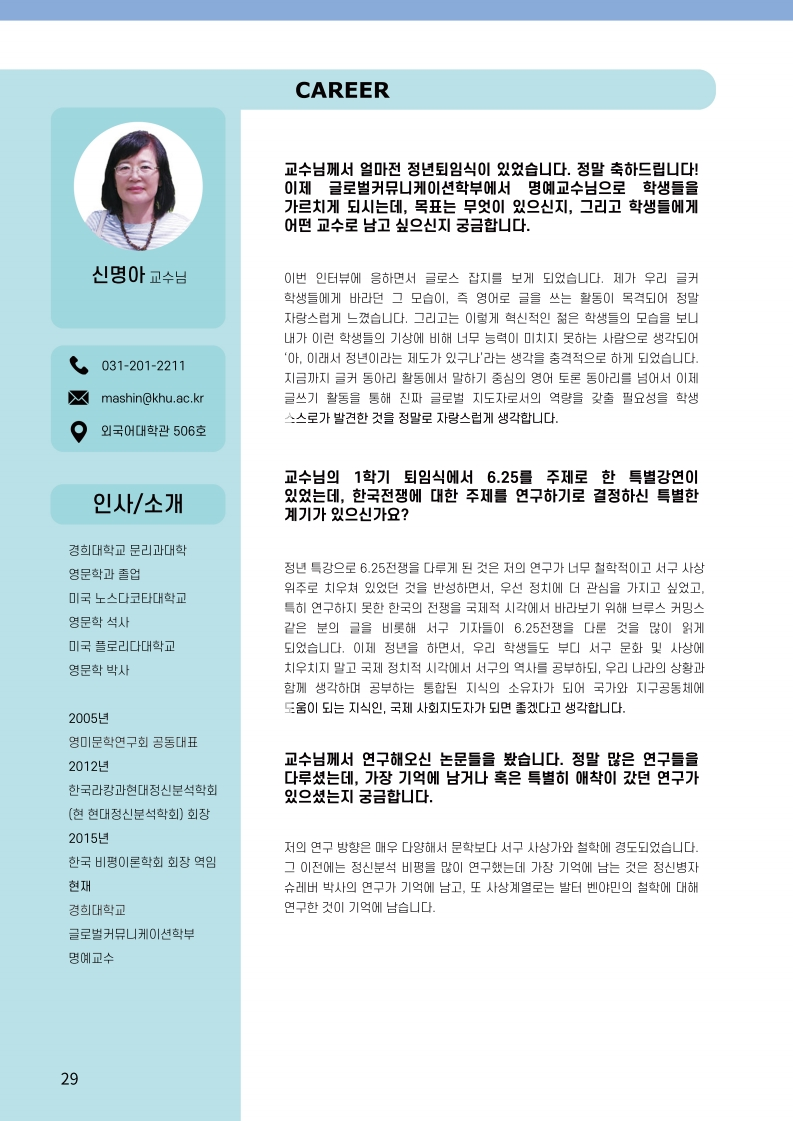 CAREER
신명아 교수님
031-201-2211
mashin@khu.ac.kr
외국어대학관 506호
인사/소개
경희대학교 문리과대학
영문학과 졸업
미국 노스다코타대학교
영문학 석사
미국 플로리다대학교
영문학 박사
2005년
영미문학연구회 공동대표
2012년
한국라캉과현대정신분석학회
(현 현대정신분석학회) 회장
2015년
한국 비평이론학회 회장 역임
현재
경희대학교
글로벌커뮤니케이션학부
명예교수
교수님께서 얼마전 정년퇴임식이 있었습니다. 정말 축하드립니다!
이제 글로벌커뮤니케이션학부에서 명예교수님으로 학생들을
가르치게 되시는데, 목표는 무엇이 있으신지, 그리고 학생들에게
어떤 교수로 남고 싶으신지 궁금합니다.
이번 인터뷰에 응하면서 글로스 잡지를 보게 되었습니다. 제가 우리 글커
학생들에게 바라던 그 모습이, 즉 영어로 글을 쓰는 활동이 목격되어 정말
자랑스럽게 느꼈습니다. 그리고는 이렇게 혁신적인 젊은 학생들의 모습을 보니
내가 이런 학생들의 기상에 비해 너무 능력이 미치지 못하는 사람으로 생각되어
‘아, 이래서 정년이라는 제도가 있구나’라는 생각을 충격적으로 하게 되었습니다.
지금까지 글커 동아리 활동에서 말하기 중심의 영어 토론 동아리를 넘어서 이제
글쓰기 활동을 통해 진짜 글로벌 지도자로서의 역량을 갖출 필요성을 학생
스스로가 발견한 것을 정말로 자랑스럽게 생각합니다.
교수님의 1학기 퇴임식에서 6.25를 주제로 한 특별강연이
있었는데, 한국전쟁에 대한 주제를 연구하기로 결정하신 특별한
계기가 있으신가요?
정년 특강으로 6.25전쟁을 다루게 된 것은 저의 연구가 너무 철학적이고 서구 사상
위주로 치우쳐 있었던 것을 반성하면서, 우선 정치에 더 관심을 가지고 싶었고,
특히 연구하지 못한 한국의 전쟁을 국제적 시각에서 바라보기 위해 브루스 커밍스
같은 분의 글을 비롯해 서구 기자들이 6.25전쟁을 다룬 것을 많이 읽게
되었습니다. 이제 정년을 하면서, 우리 학생들도 부디 서구 문화 및 사상에
치우치지 말고 국제 정치적 시각에서 서구의 역사를 공부하되, 우리 나라의 상황과
함께 생각하며 공부하는 통합된 지식의 소유자가 되어 국가와 지구공동체에
도움이 되는 지식인, 국제 사회지도자가 되면 좋겠다고 생각합니다.
교수님께서 연구해오신 논문들을 봤습니다. 정말 많은 연구들을
다루셨는데, 가장 기억에 남거나 혹은 특별히 애착이 갔던 연구가
있으셨는지 궁금합니다.
저의 연구 방향은 매우 다양해서 문학보다 서구 사상가와 철학에 경도되었습니다.
그 이전에는 정신분석 비평을 많이 연구했는데 가장 기억에 남는 것은 정신병자
슈레버 박사의 연구가 기억에 남고, 또 사상계열로는 발터 벤야민의 철학에 대해
연구한 것이 기억에 남습니다.
29